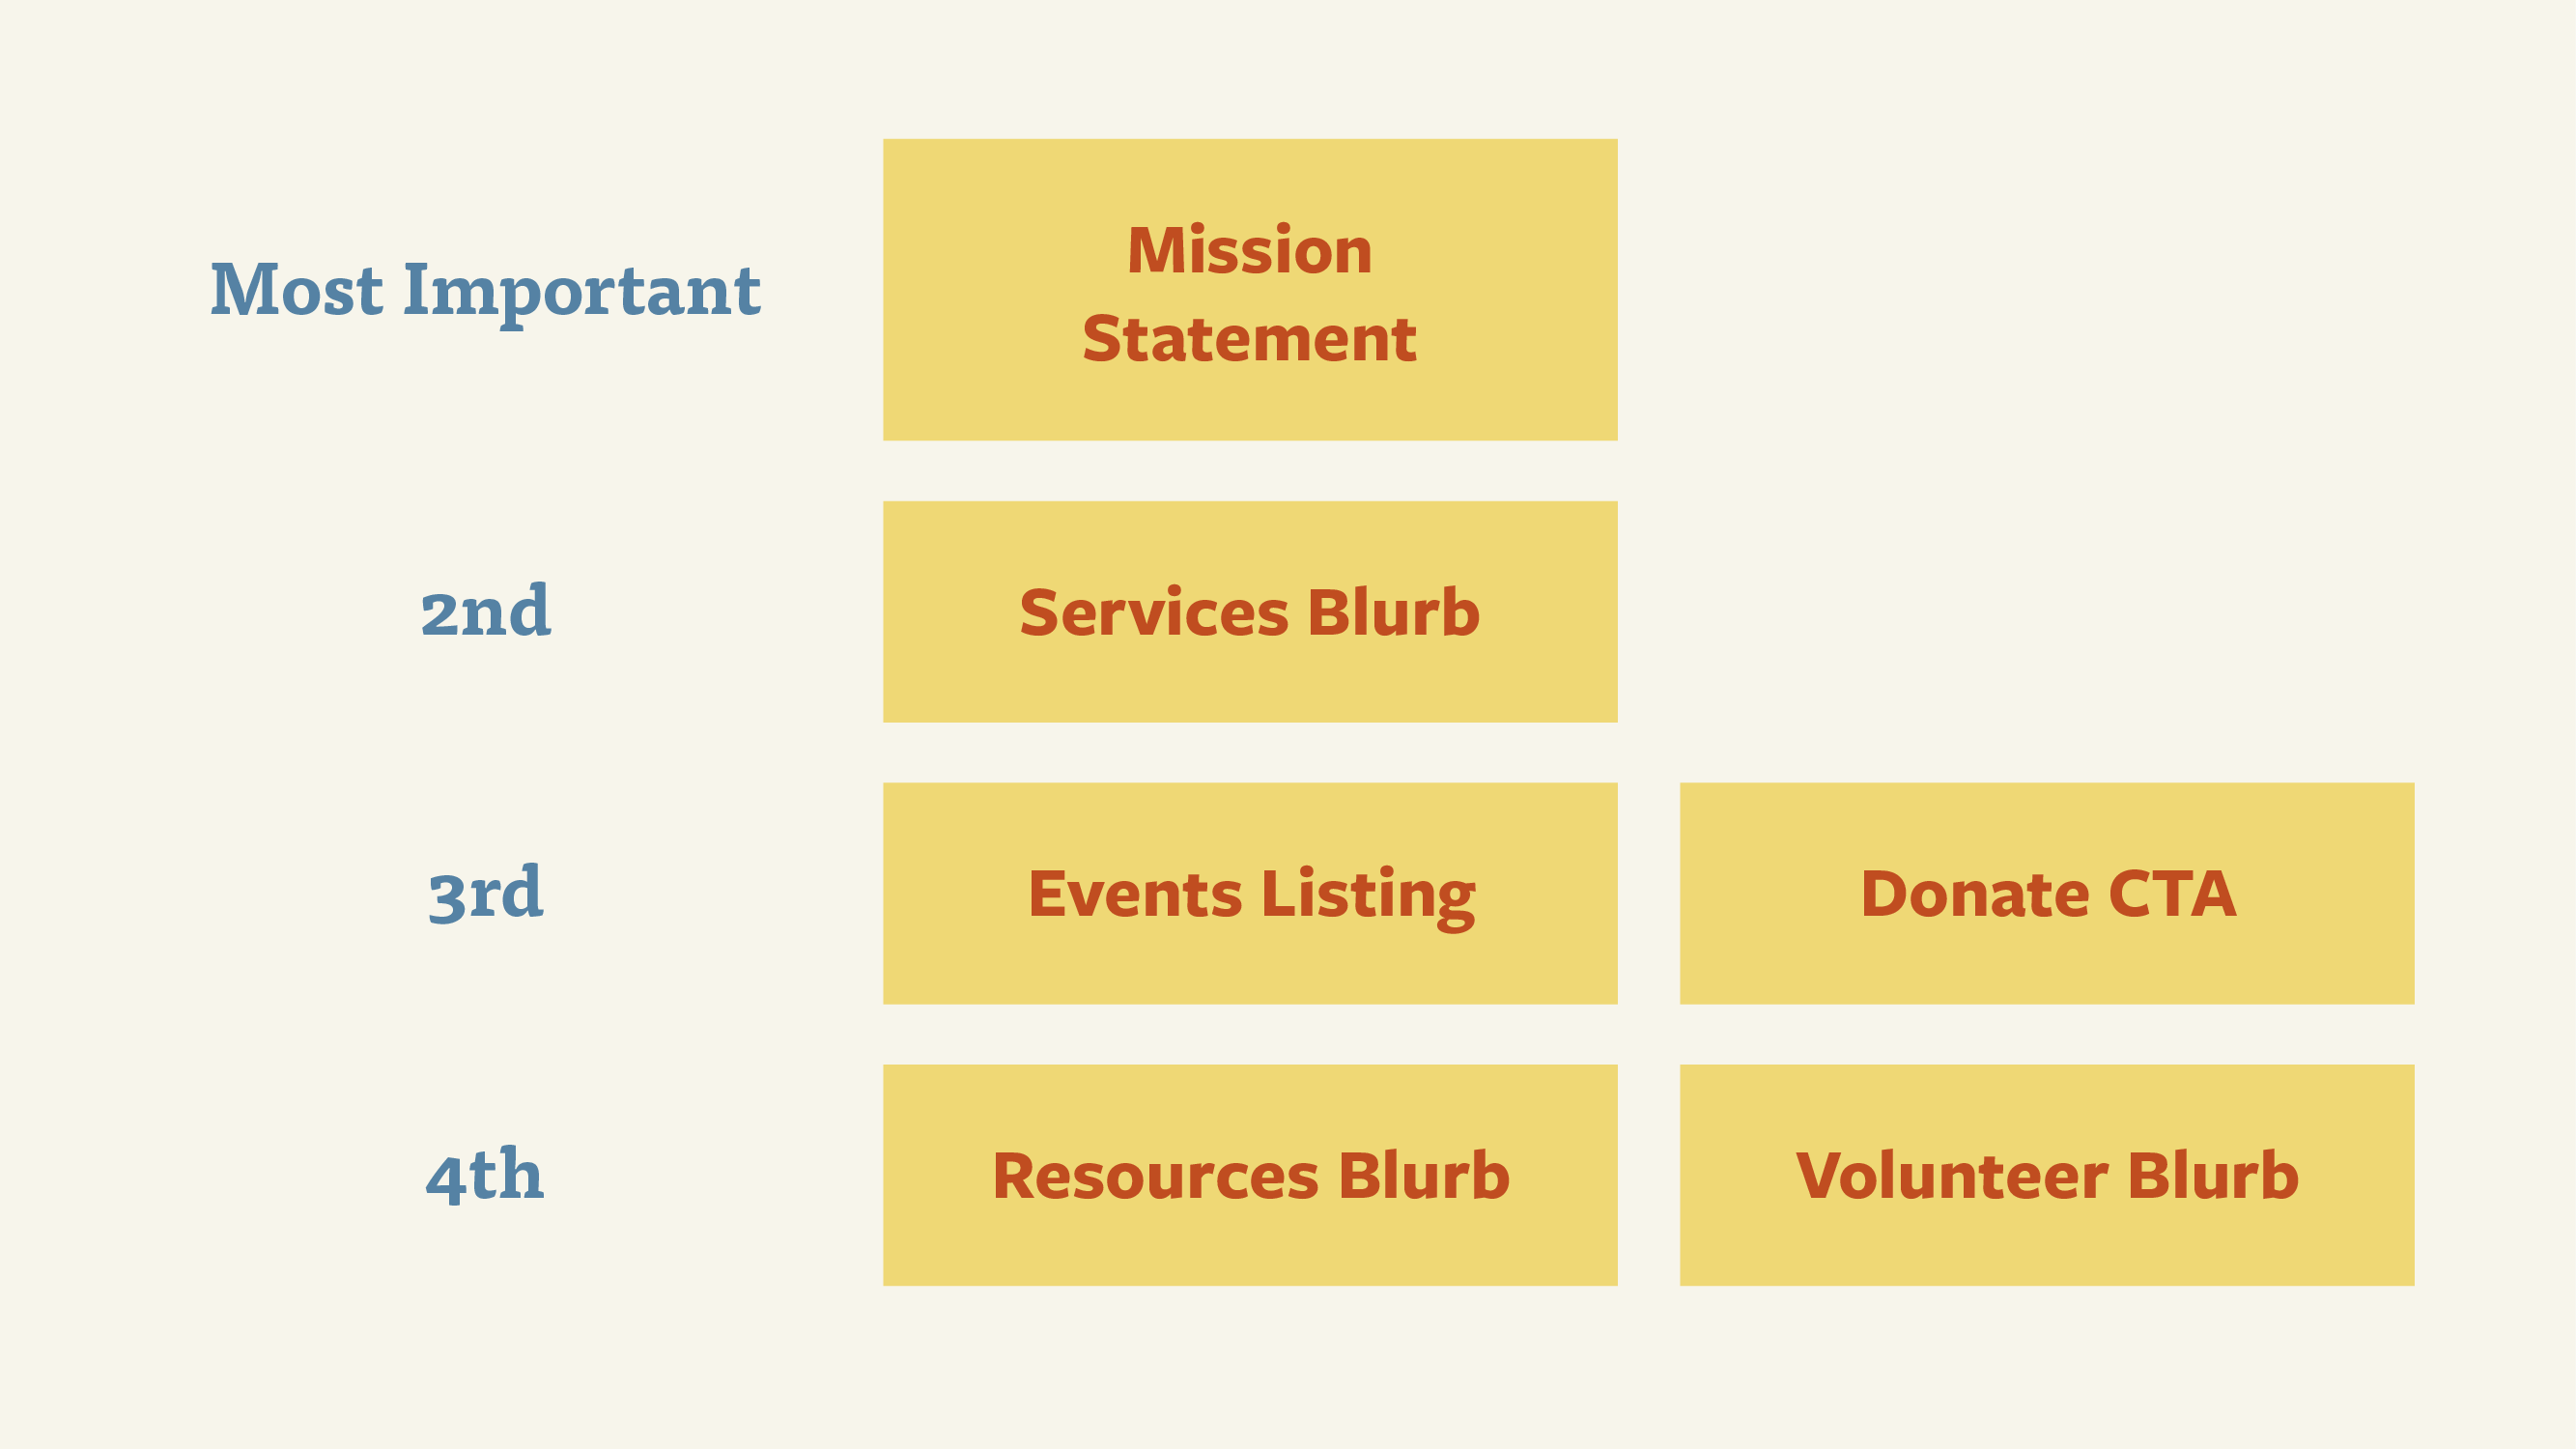 Most Important
Mission
Statement
2nd
Services Blurb
3rd
Events Listing
Donate CTA
4th
Resources Blurb
Volunteer Blurb